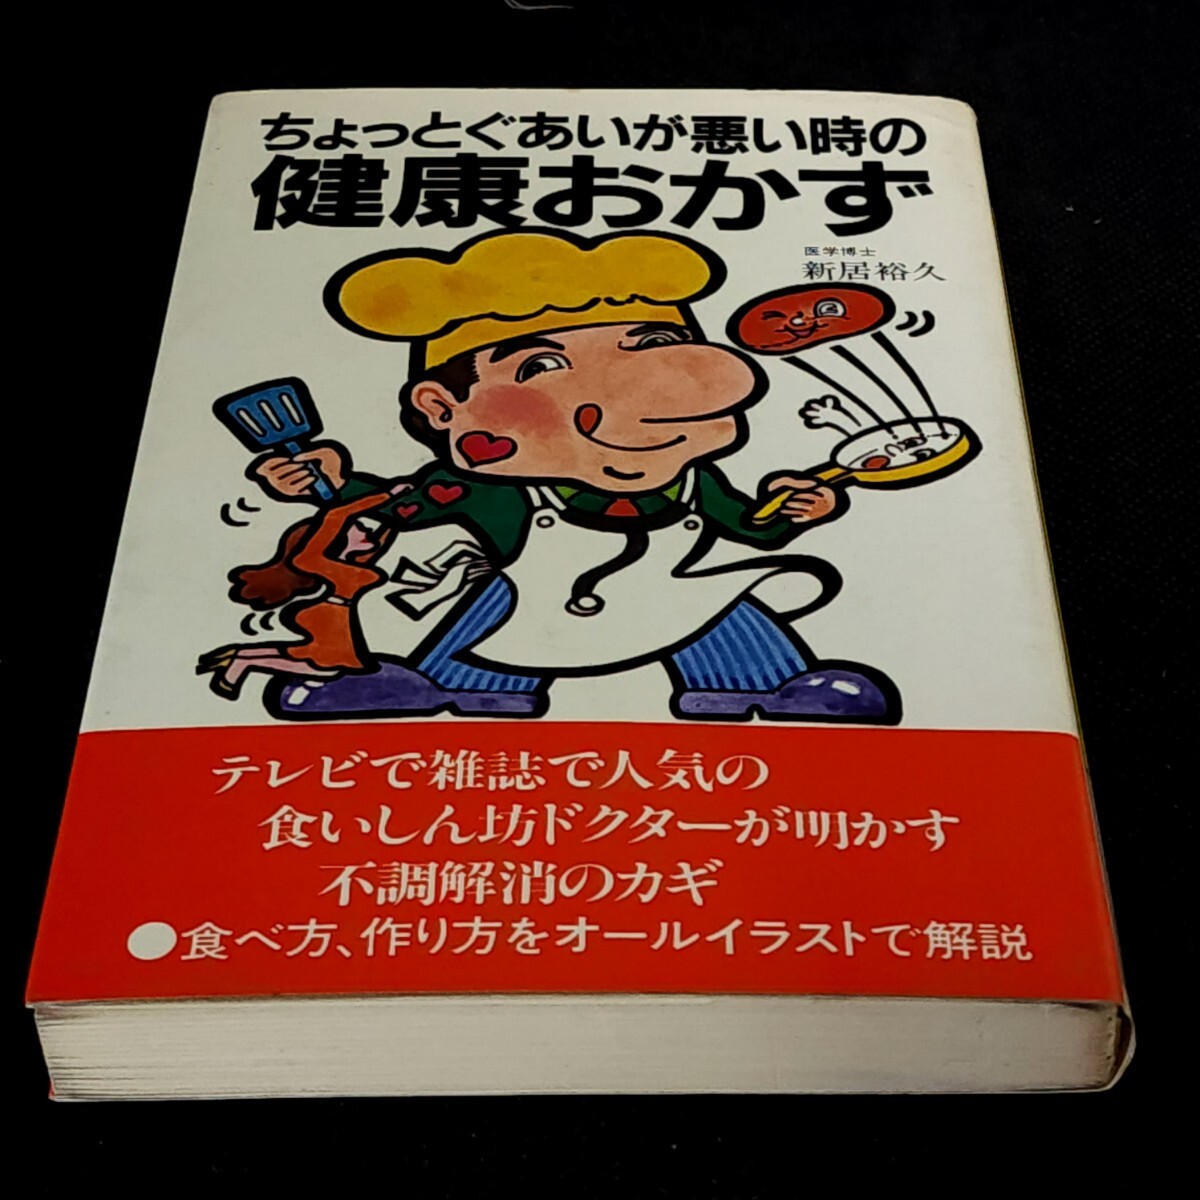 ちょっとぐあいが悪い時の
健康おかず
医学博士
新居裕久
テレビで雑誌で人気の
食いしん坊ドクターが明かす
不調解消のカギ
●食べ方、作り方をオールイラストで解説